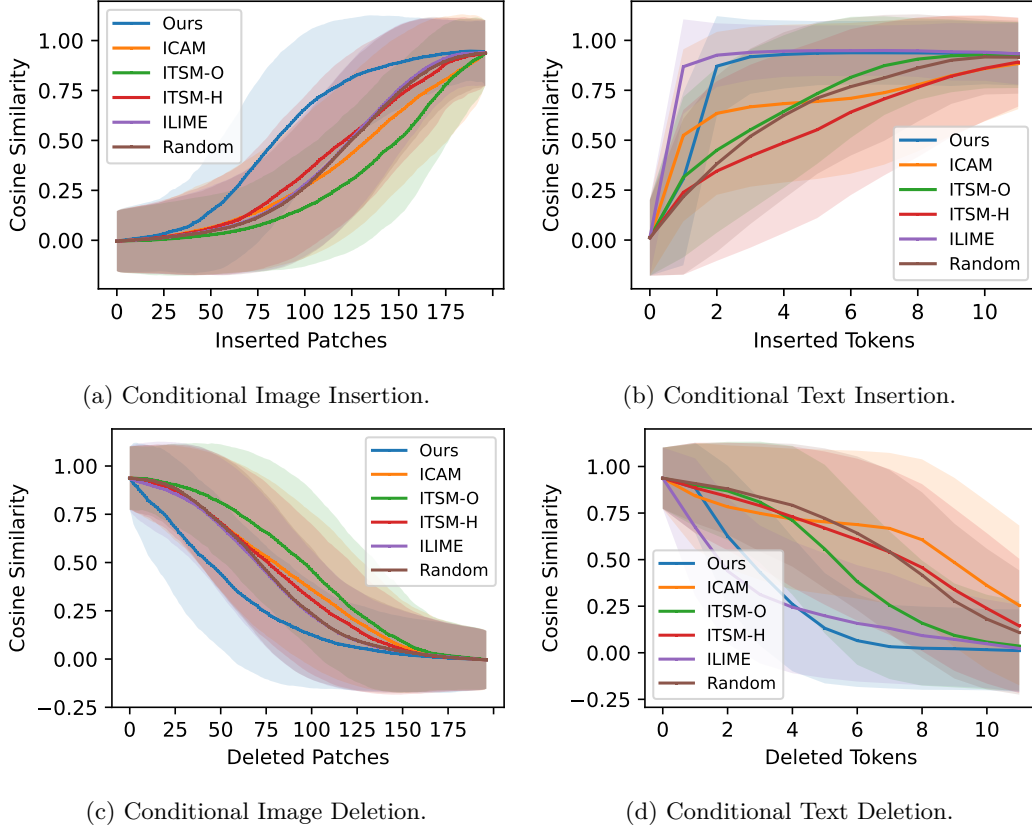 1.00
0.75
0.50
0.25
0.00
Cosine Similarity
Ours
ICAM
ITSM-O
ITSM-H
ILIME
Random
0 25 50 75 100 125 150 175
Inserted Patches
(a) Conditional Image Insertion.
1.00
0.75
0.50
0.25
0.00
Cosine Similarity
Ours
ICAM
ITSM-O
ITSM-H
ILIME
Random
0 2 4 6 8 10
Inserted Tokens
(b) Conditional Text Insertion.
1.00
0.75
0.50
0.25
0.00
−0.25
Cosine Similarity
Ours
ICAM
ITSM-O
ITSM-H
ILIME
Random
0 25 50 75 100 125 150 175
Deleted Patches
(c) Conditional Image Deletion.
1.00
0.75
0.50
0.25
0.00
−0.25
Cosine Similarity
Ours
ICAM
ITSM-O
ITSM-H
ILIME
Random
0 2 4 6 8 10
Deleted Tokens
(d) Conditional Text Deletion.